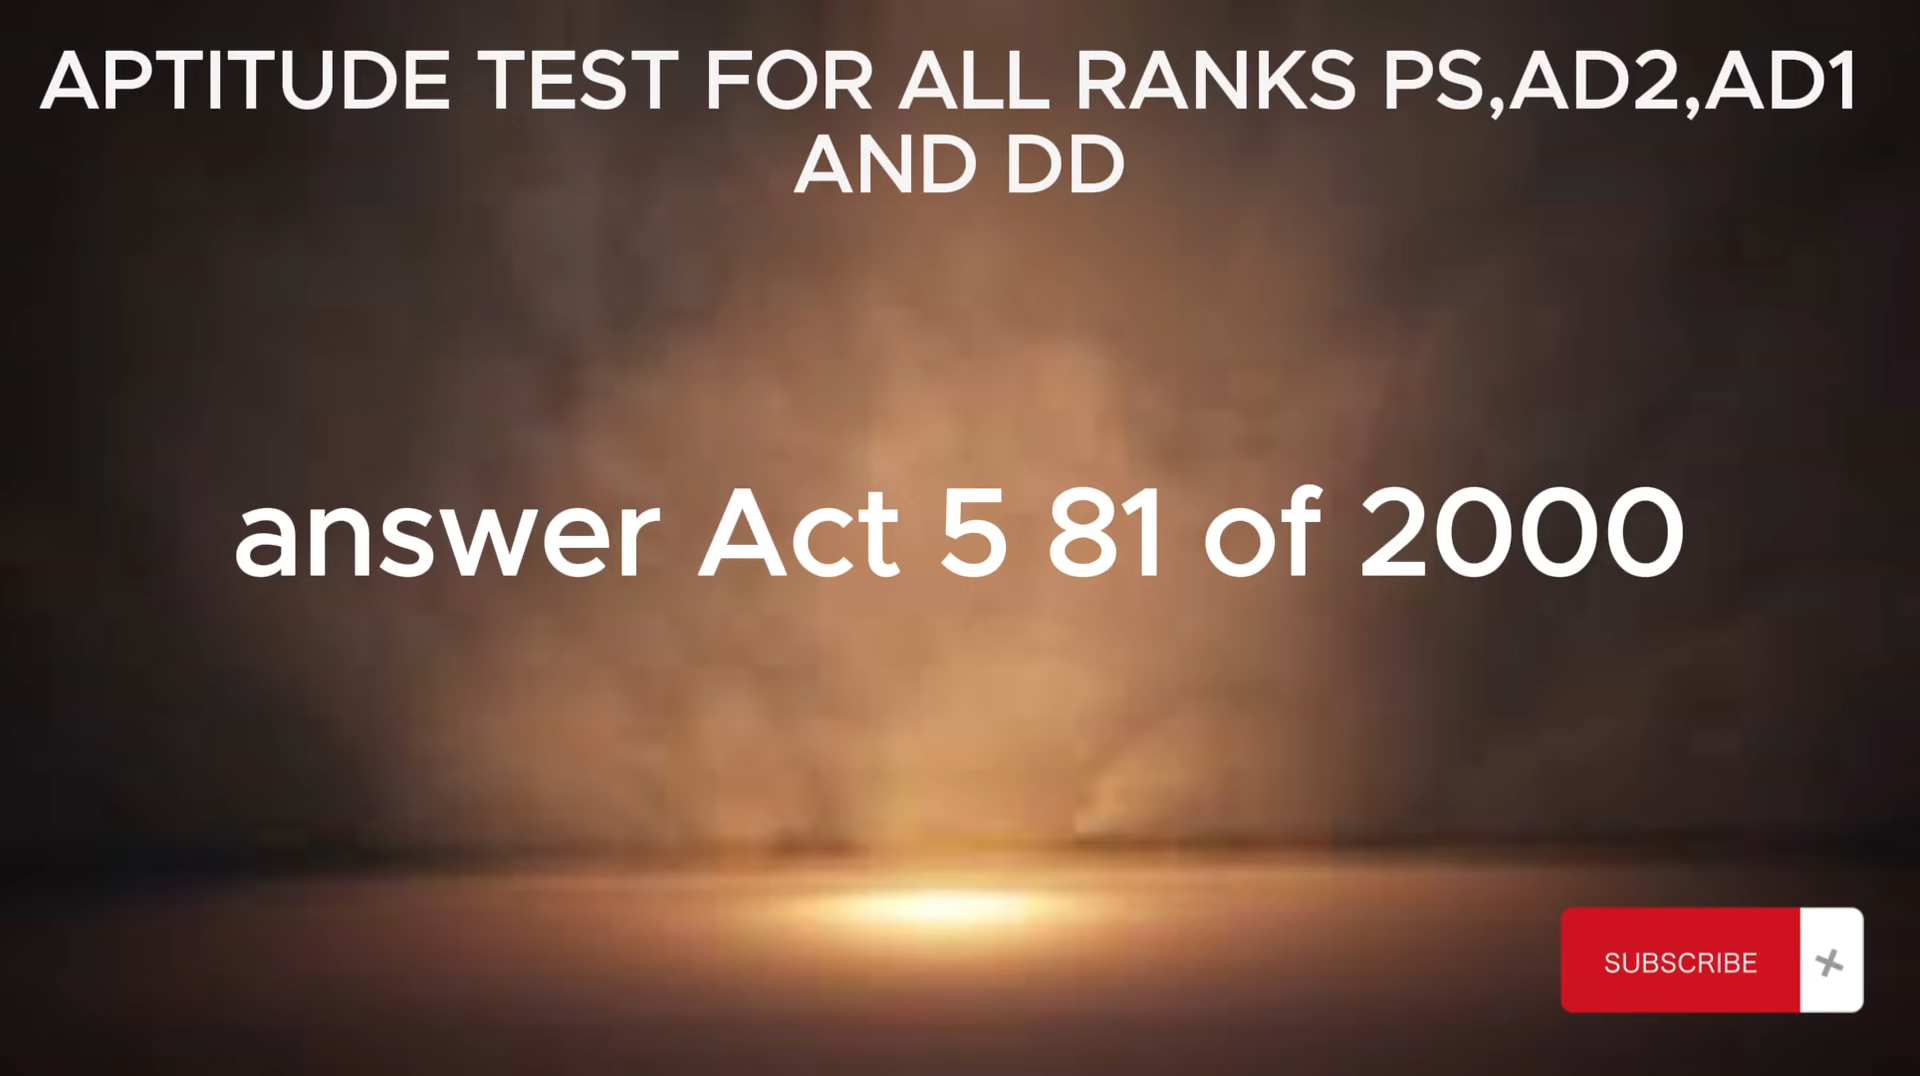 APTITUDE TEST FOR ALL RANKS PS,AD2,AD1
AND DD
answer Act 5 81 of 2000
SUBSCRIBE